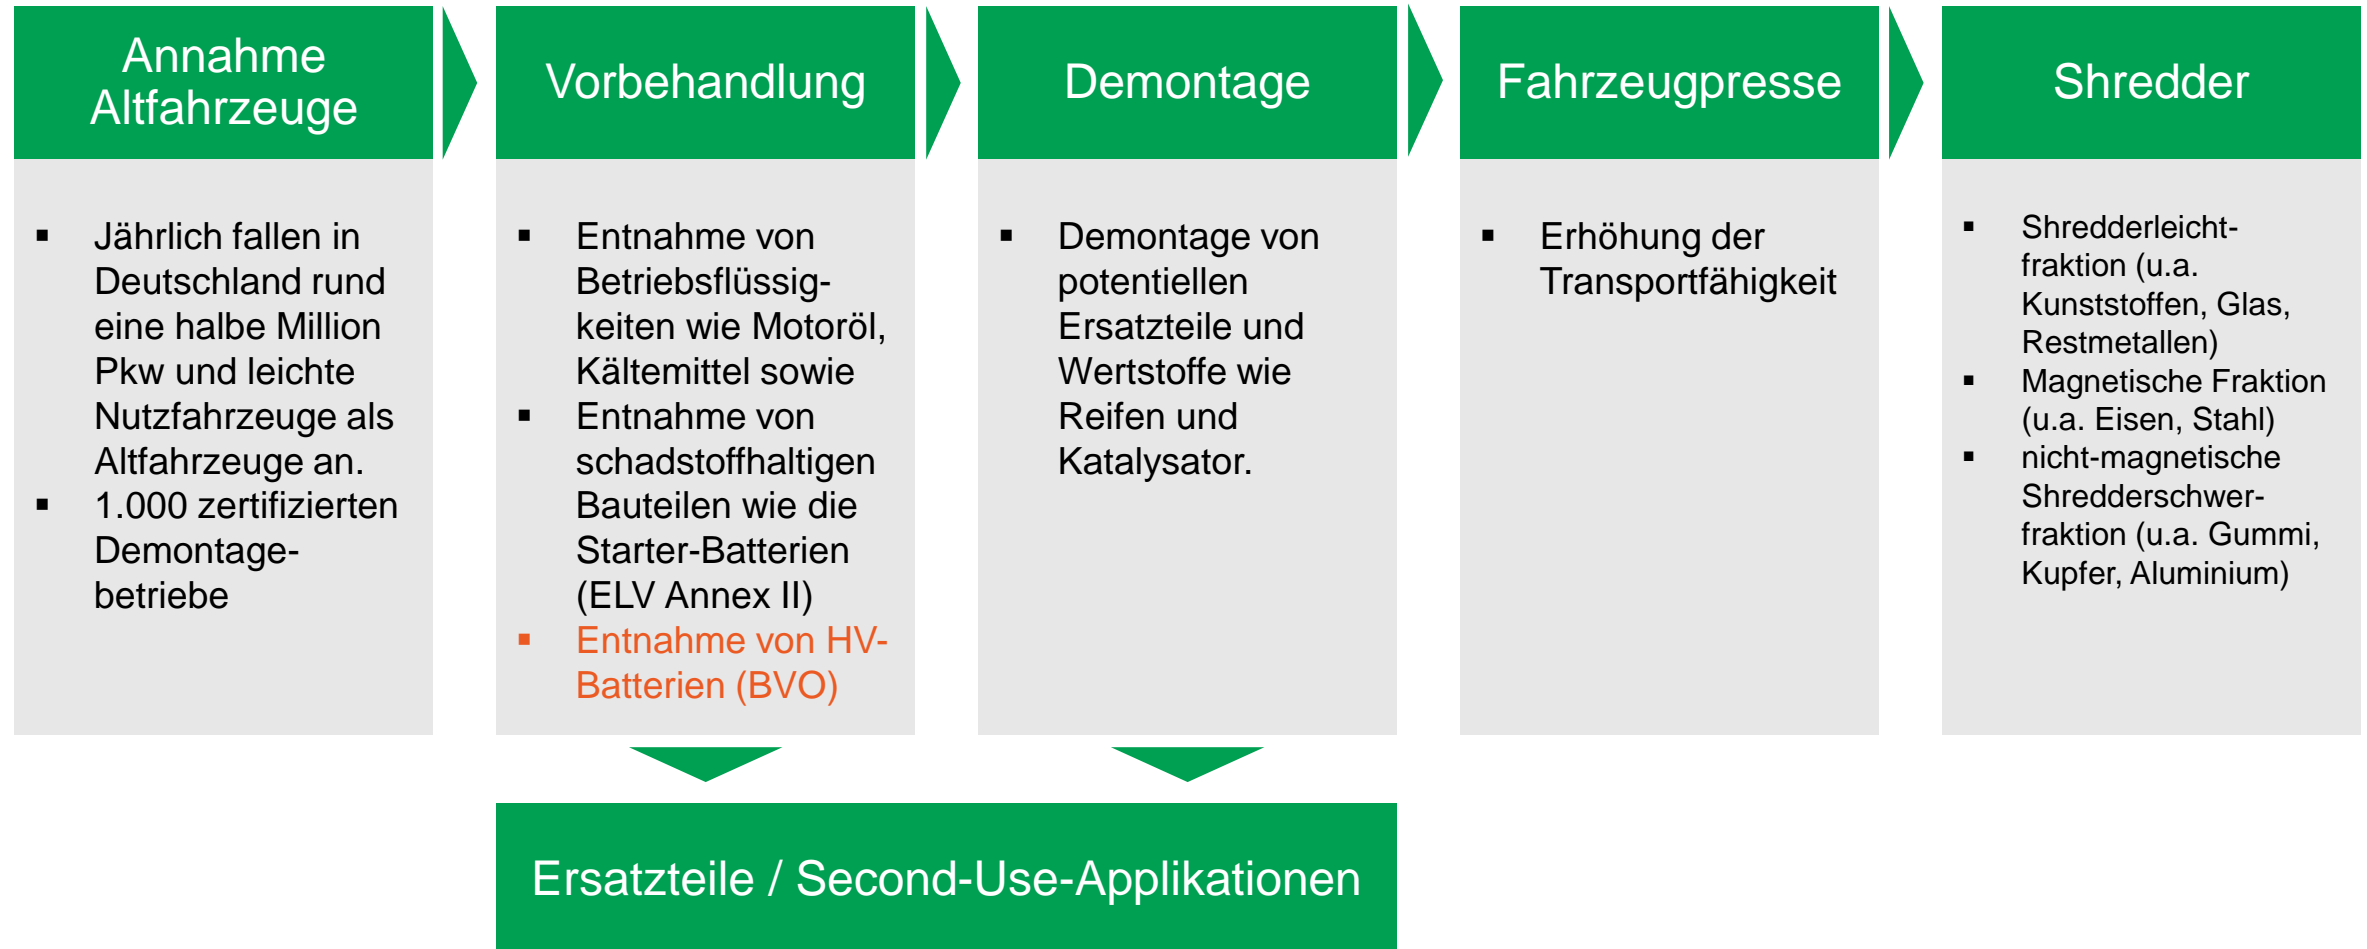 Annahme
Altfahrzeuge
▪ Jährlich fallen in
Deutschland rund
eine halbe Million
Pkw und leichte
Nutzfahrzeuge als
Altfahrzeuge an.
▪ 1.000 zertifizierten
Demontage-
betriebe
Vorbehandlung
▪ Entnahme von
Betriebsflüssig-
keiten wie Motoröl,
Kältemittel sowie
▪ Entnahme von
schadstoffhaltigen
Bauteilen wie die
Starter-Batterien
(ELV Annex II)
▪ Entnahme von HV-
Batterien (BVO)
Demontage
▪ Demontage von
potentiellen
Ersatzteile und
Wertstoffe wie
Reifen und
Katalysator.
Fahrzeugpresse
▪ Erhöhung der
Transportfähigkeit
Shredder
▪ Shredderleicht-
fraktion (u.a.
Kunststoffen, Glas,
Restmetallen)
▪ Magnetische Fraktion
(u.a. Eisen, Stahl)
▪ nicht-magnetische
Shredderschwer-
fraktion (u.a. Gummi,
Kupfer, Aluminium)
Ersatzteile / Second-Use-Applikationen